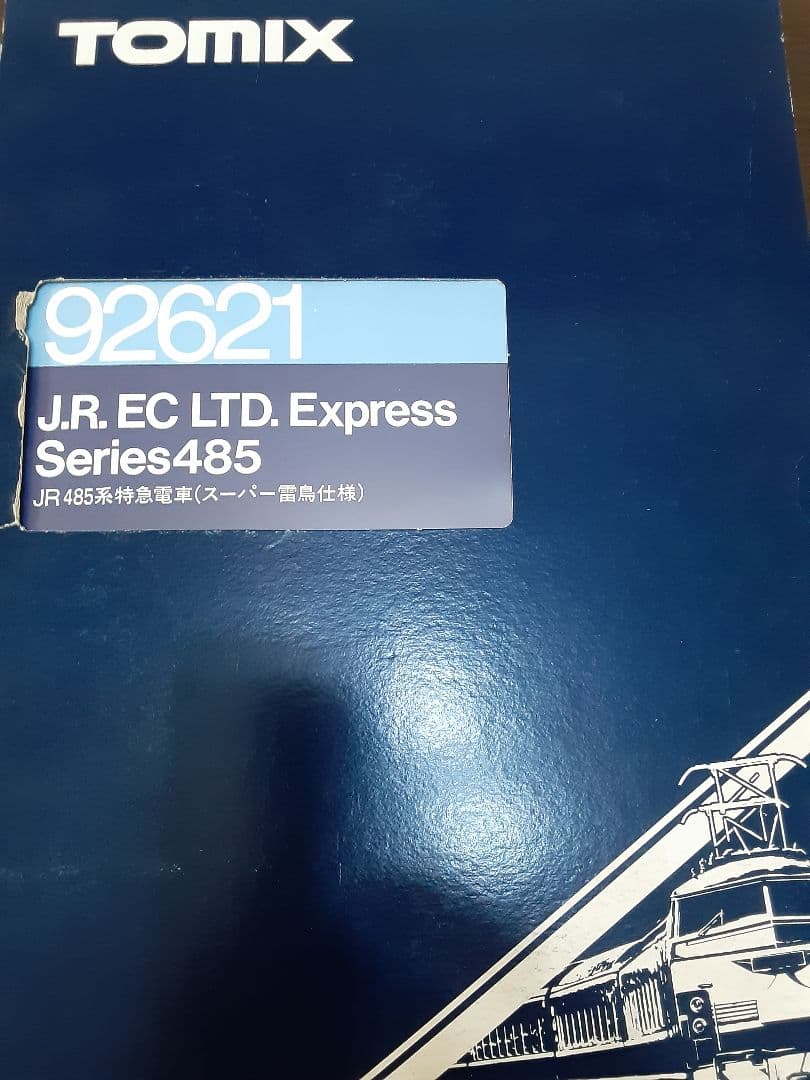 TOMIX
92621
J.R. EC LTD. Express
Series485
JR485系特急電車(スーパー雷鳥仕様)